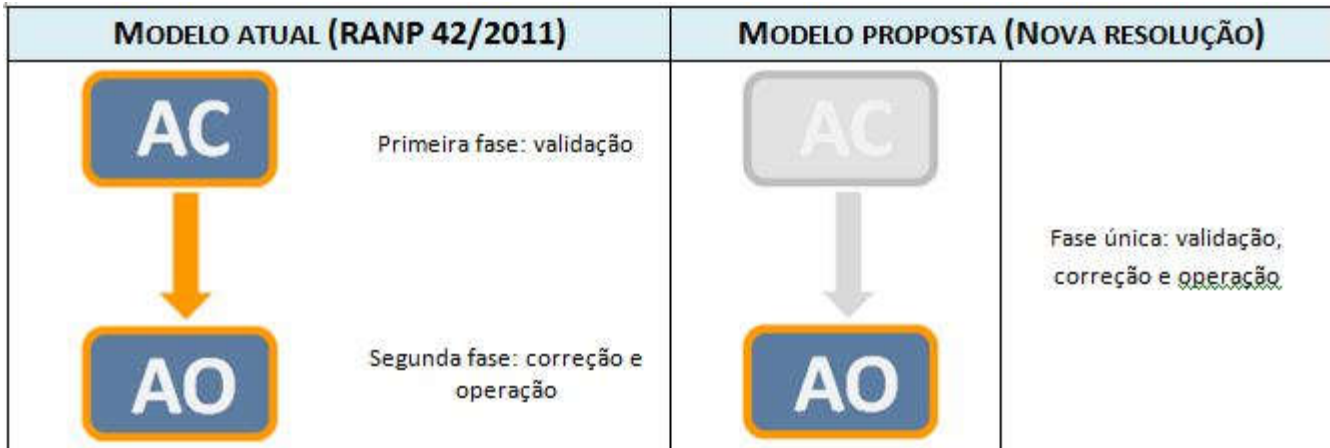 MODELO ATUAL (RANP 42/2011)
MODELO PROPOSTA (NOVA RESOLUÇÃO)
AC
Primeira fase: validação
AO
Segunda fase: correção e
operação
AC
AO
Fase única: validação,
correção e operação